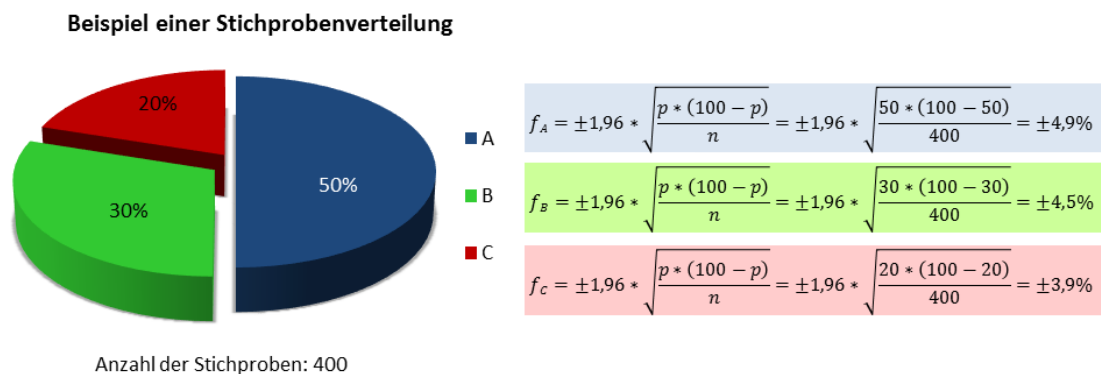 Beispiel einer Stichprobenverteilung
20%
50%
30%
A
B
C
f_A = ±1,96 * √(p * (100 − p) / n) = ±1,96 * √(50 * (100 − 50) / 400) = ±4,9%
f_B = ±1,96 * √(p * (100 − p) / n) = ±1,96 * √(30 * (100 − 30) / 400) = ±4,5%
f_C = ±1,96 * √(p * (100 − p) / n) = ±1,96 * √(20 * (100 − 20) / 400) = ±3,9%
Anzahl der Stichproben: 400